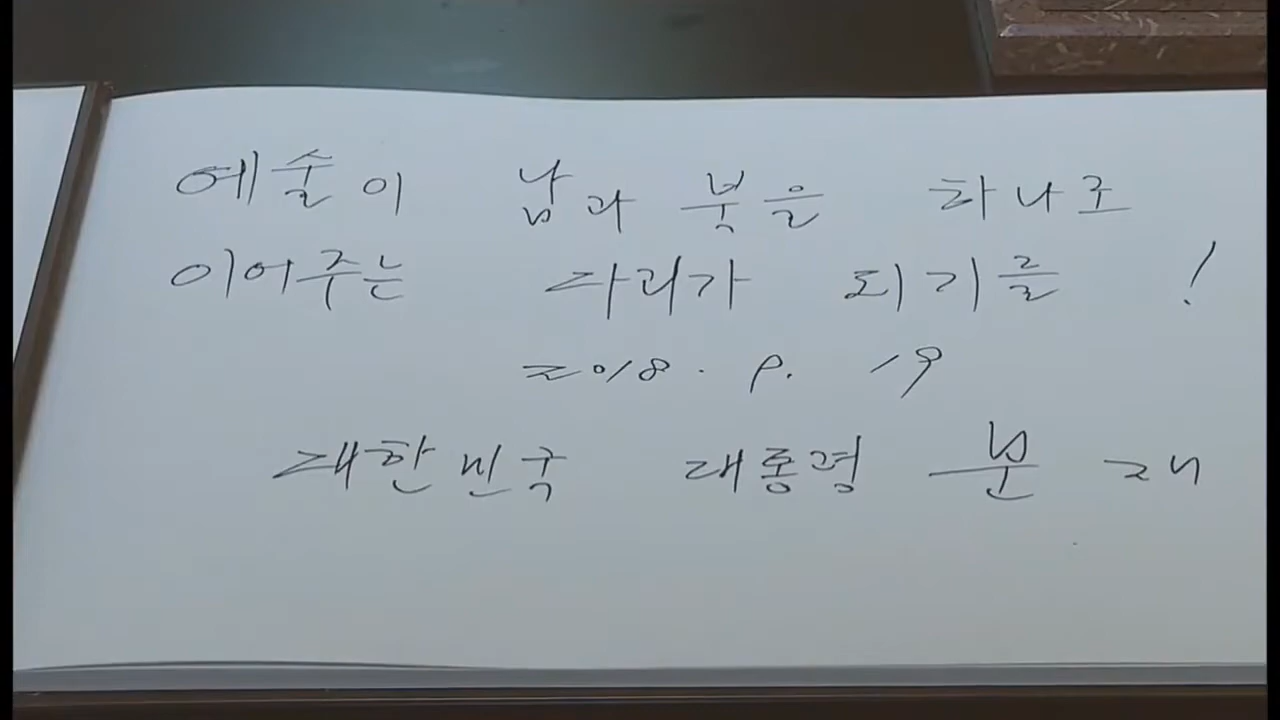 예술이 남과 북을 하나로
이어주는 다리가 되기를!
2018. 9. 19
대한민국 대통령 문 재